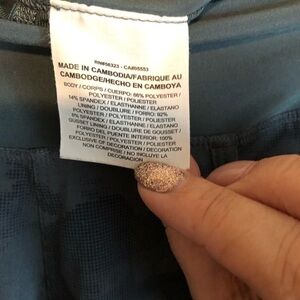 RN#56323 - CA#05553
MADE IN CAMBODIA/FABRIQUE AU
CAMBODGE/HECHO EN CAMBOYA
BODY / CORPS / CUERPO: 86% POLYESTER /
POLYESTER / POLIESTER
14% SPANDEX / ELASTHANNE / ELASTANO
LINING / DOUBLURE / FORRO: 92%
POLYESTER / POLYESTER / POLIESTER
8% SPANDEX / ELASTHANNE / ELASTANO
GUSSET LINING / DOUBLURE DE GOUSSET /
FORRO DEL PUENTE INTERIOR: 100%
POLYESTER / POLYESTER / POLIESTER
EXCLUSIVE OF DECORATION / DECORATION
NON COMPRISE / NO INCLUYE LA
DECORACION